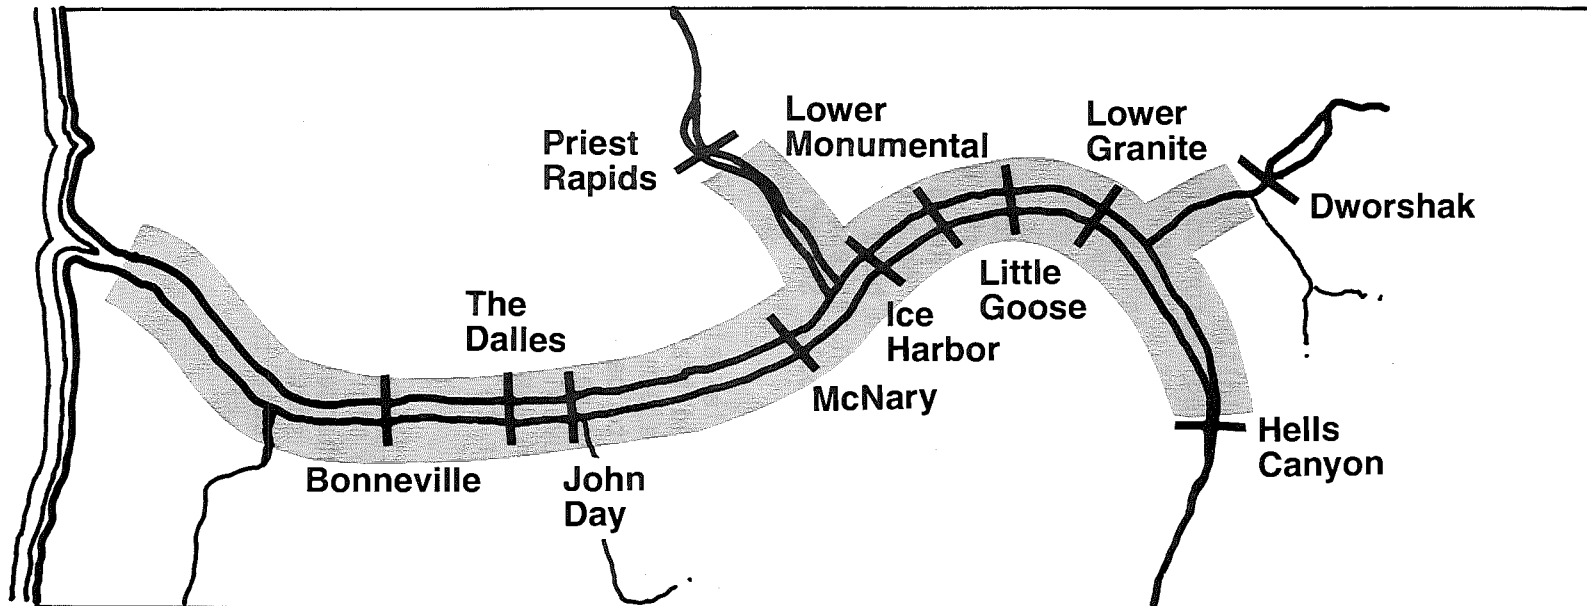 Lower
Monumental
Lower
Granite
Priest
Rapids
Dworshak
Little
Goose
The
Dalles
Ice
Harbor
McNary
Hells
Canyon
Bonneville
John
Day